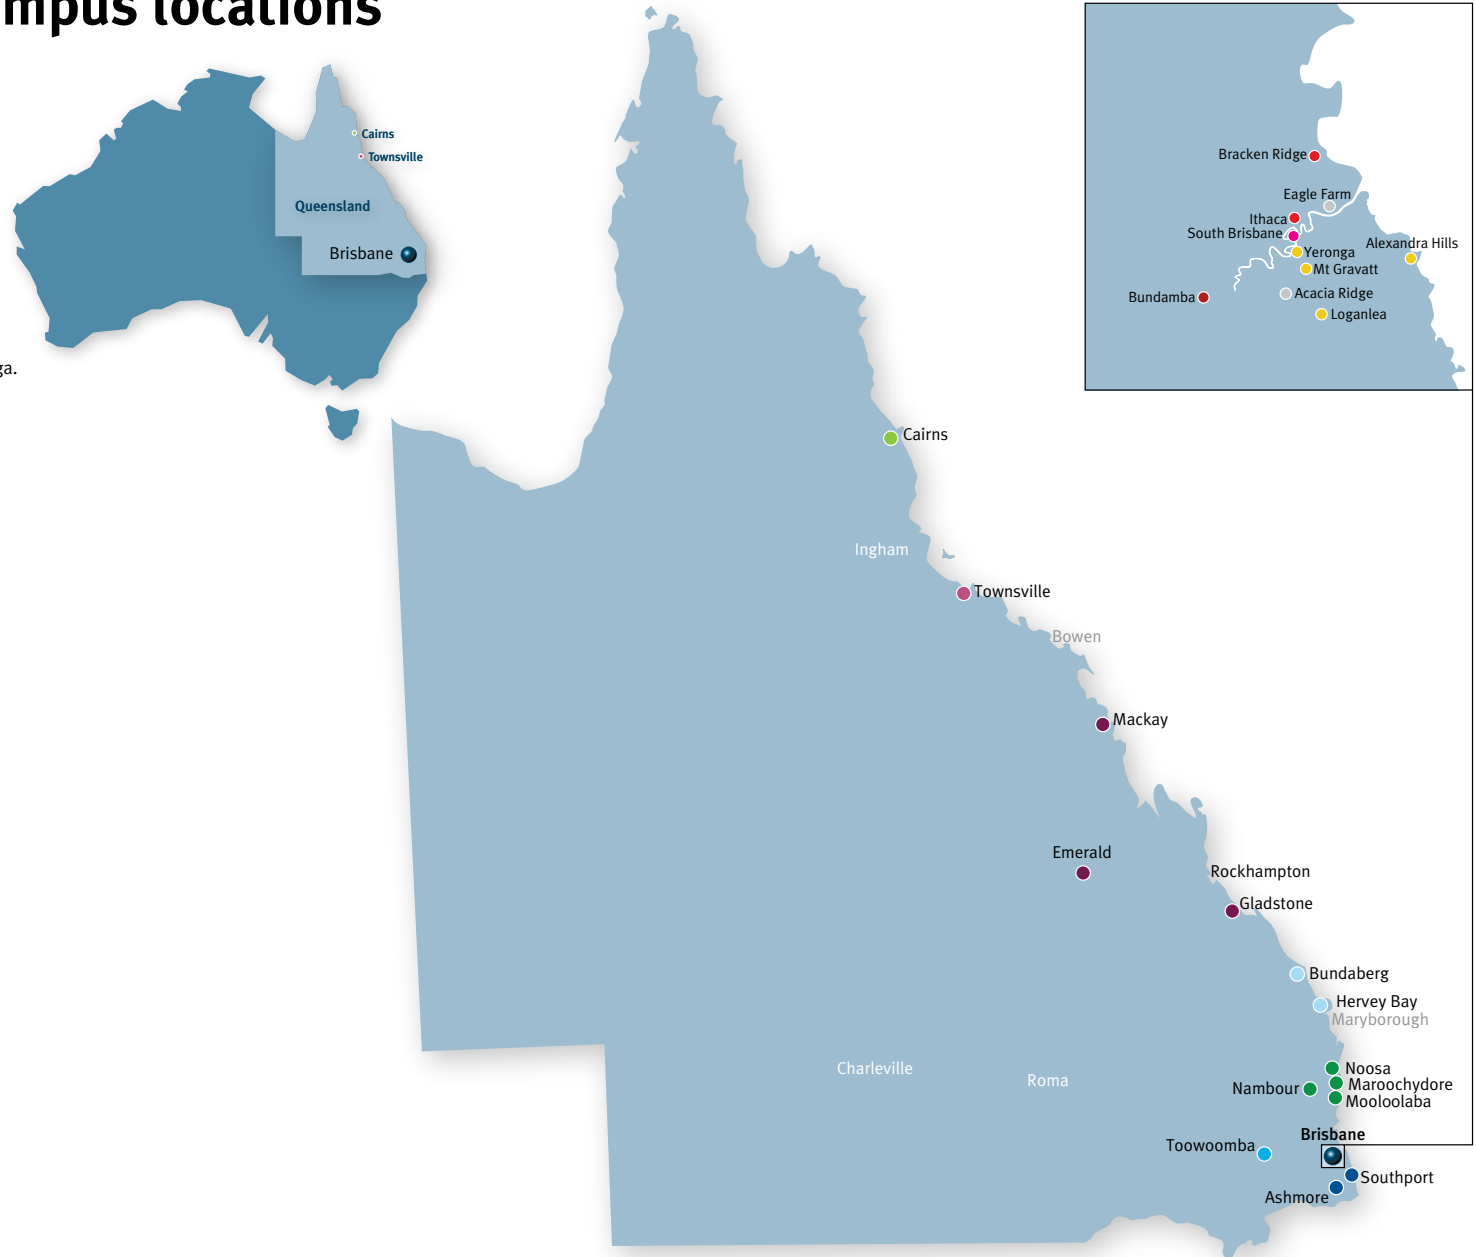 mpus locations
Cairns
Townsville
Queensland
Brisbane
ga.
Bracken Ridge
Eagle Farm
Ithaca
South Brisbane
Alexandra Hills
Yeronga
Mt Gravatt
Bundamba
Acacia Ridge
Loganlea
Cairns
Ingham
Townsville
Bowen
Mackay
Emerald
Rockhampton
Gladstone
Bundaberg
Hervey Bay
Maryborough
Charleville
Roma
Noosa
Nambour
Maroochydore
Mooloolaba
Brisbane
Toowoomba
Southport
Ashmore